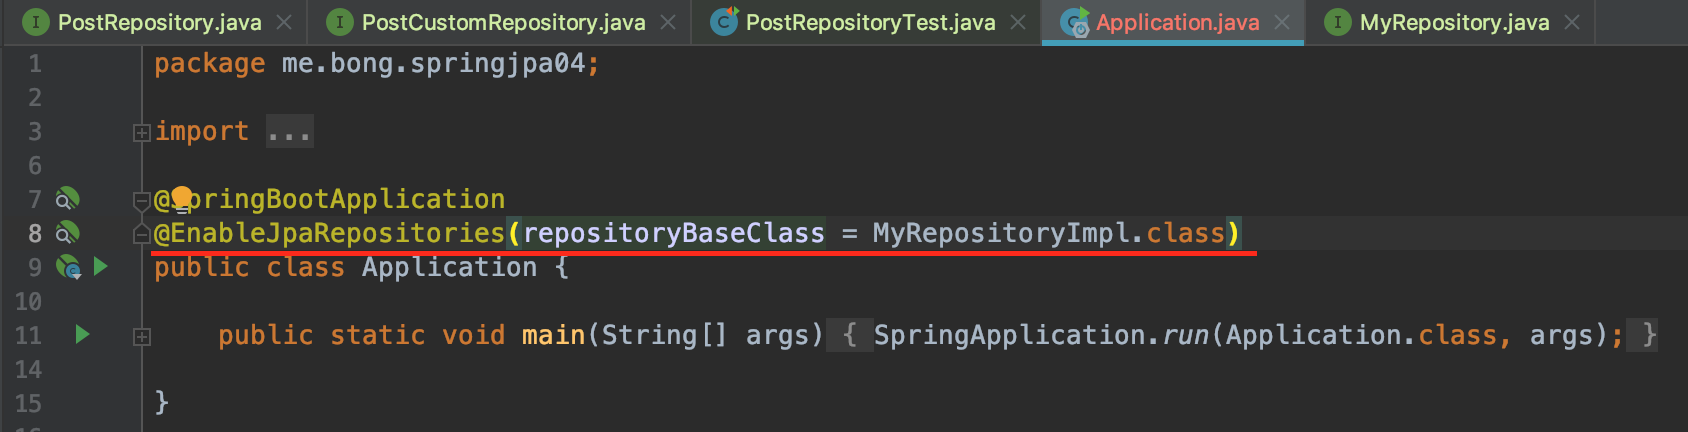 PostRepository.java PostCustomRepository.java PostRepositoryTest.java Application.java MyRepository.java
1 package me.bong.springjpa04;
2
3 import ...
6
7 @SpringBootApplication
8 @EnableJpaRepositories(repositoryBaseClass = MyRepositoryImpl.class)
9 public class Application {
10
11 public static void main(String[] args) { SpringApplication.run(Application.class, args); }
14
15 }